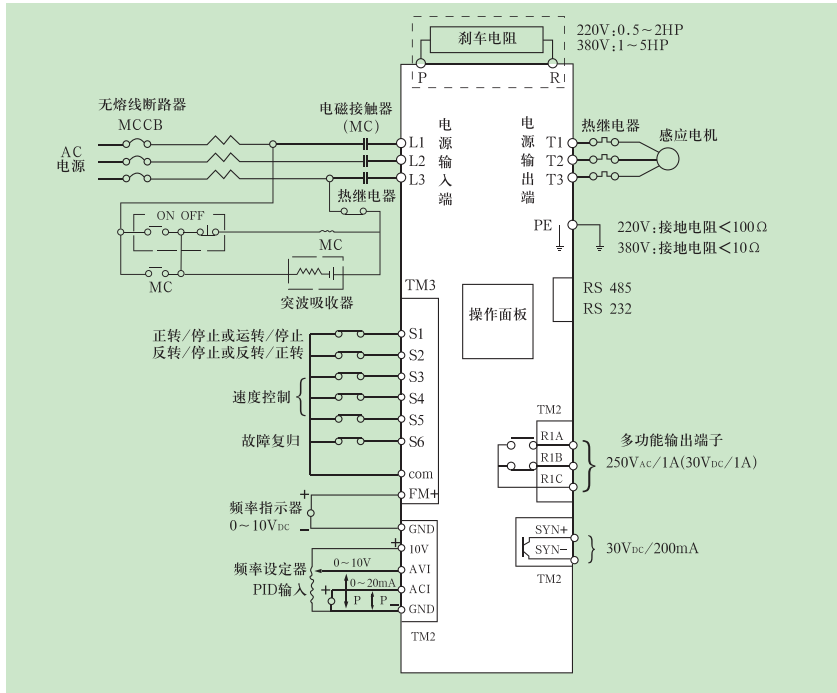 刹车电阻
220V:0.5~2HP
380V:1~5HP
P
R
无熔线断路器
MCCB
电磁接触器
(MC)
AC
电源
L1
L2
L3
电源输入端
电源输出端
T1
T2
T3
热继电器
感应电机
热继电器
ON OFF
MC
MC
突波吸收器
PE
220V:接地电阻<100Ω
380V:接地电阻<10Ω
TM3
操作面板
RS 485
RS 232
正转/停止或运转/停止
反转/停止或反转/正转
速度控制
故障复归
S1
S2
S3
S4
S5
S6
com
FM+
GND
10V
AVI
ACI
GND
TM2
+
频率指示器
0~10VDC
−
+
频率设定器
PID输入
0~10V
0~20mA
+
P
P
−
TM2
R1A
R1B
R1C
多功能输出端子
250VAC/1A(30VDC/1A)
SYN+
SYN−
30VDC/200mA
TM2